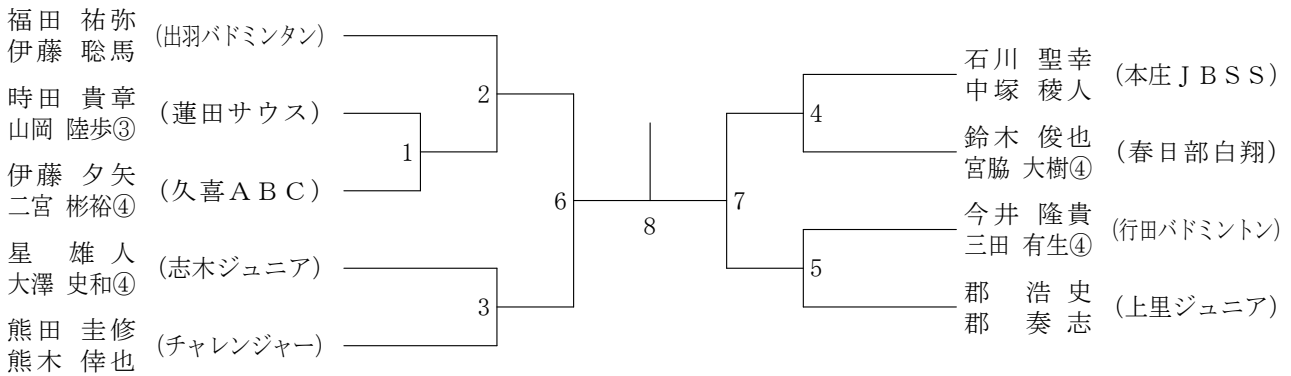 福田 祐弥
伊藤 聡馬
(出羽バドミンタン)
時田 貴章
山岡 陸歩③
(蓮田サウス)
伊藤 夕矢
二宮 彬裕④
(久喜ABC)
星 雄人
大澤 史和④
(志木ジュニア)
熊田 圭修
熊木 倖也
(チャレンジャー)
1
2
3
6
8
7
4
5
石川 聖幸
中塚 稜人
(本庄JBSS)
鈴木 俊也
宮脇 大樹④
(春日部白翔)
今井 隆貴
三田 有生④
(行田バドミントン)
郡 浩史
郡 奏志
(上里ジュニア)